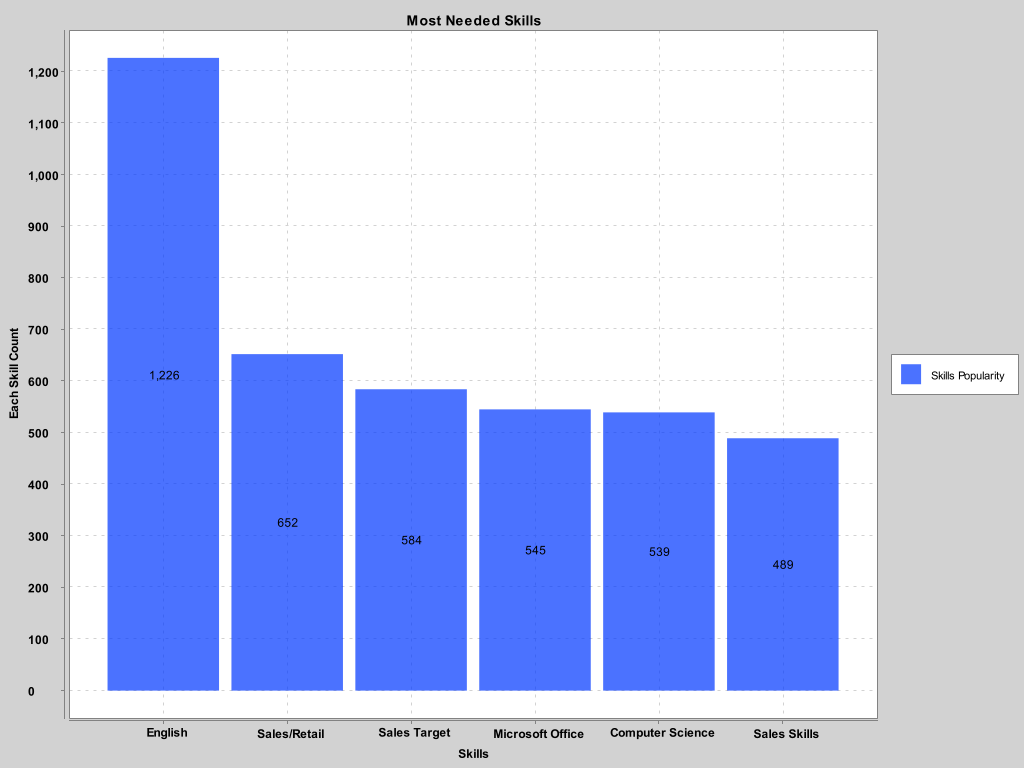 Most Needed Skills
1,200
1,100
1,000
900
800
700
600
500
400
300
200
100
0
Each Skill Count
1,226
652
584
545
539
489
English
Sales/Retail
Sales Target
Microsoft Office
Computer Science
Sales Skills
Skills
Skills Popularity